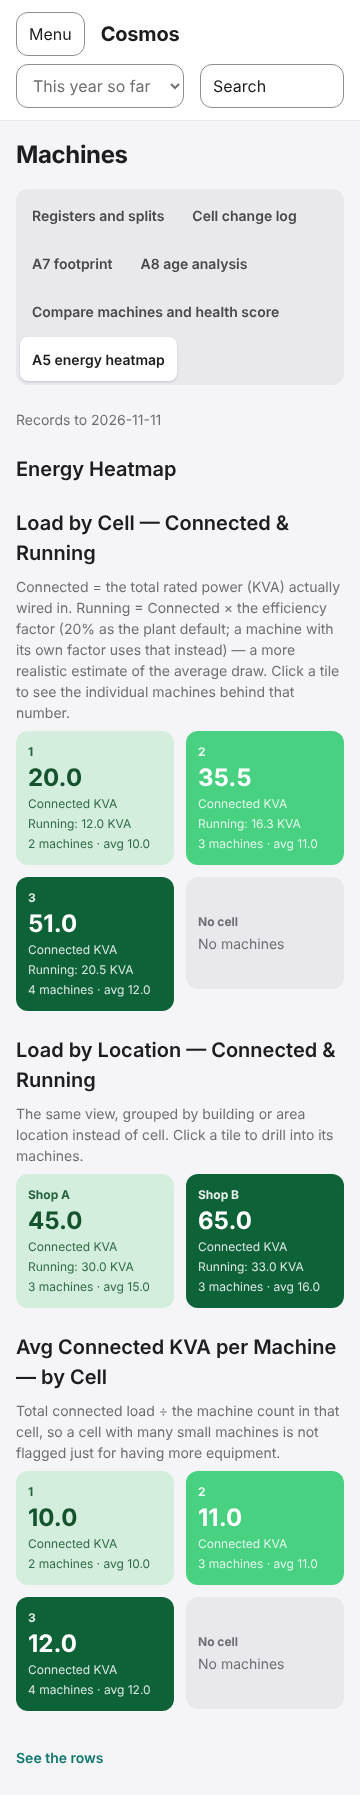 Menu
Cosmos
This year so far
Search
Machines
Registers and splits
Cell change log
A7 footprint
A8 age analysis
Compare machines and health score
A5 energy heatmap
Records to 2026-11-11
Energy Heatmap
Load by Cell — Connected &
Running
Connected = the total rated power (KVA) actually
wired in. Running = Connected × the efficiency
factor (20% as the plant default; a machine with
its own factor uses that instead) — a more
realistic estimate of the average draw. Click a tile
to see the individual machines behind that
number.
1
20.0
Connected KVA
Running: 12.0 KVA
2 machines · avg 10.0
2
35.5
Connected KVA
Running: 16.3 KVA
3 machines · avg 11.0
3
51.0
Connected KVA
Running: 20.5 KVA
4 machines · avg 12.0
No cell
No machines
Load by Location — Connected &
Running
The same view, grouped by building or area
location instead of cell. Click a tile to drill into its
machines.
Shop A
45.0
Connected KVA
Running: 30.0 KVA
3 machines · avg 15.0
Shop B
65.0
Connected KVA
Running: 33.0 KVA
3 machines · avg 16.0
Avg Connected KVA per Machine
— by Cell
Total connected load ÷ the machine count in that
cell, so a cell with many small machines is not
flagged just for having more equipment.
1
10.0
Connected KVA
2 machines · avg 10.0
2
11.0
Connected KVA
3 machines · avg 11.0
3
12.0
Connected KVA
4 machines · avg 12.0
No cell
No machines
See the rows